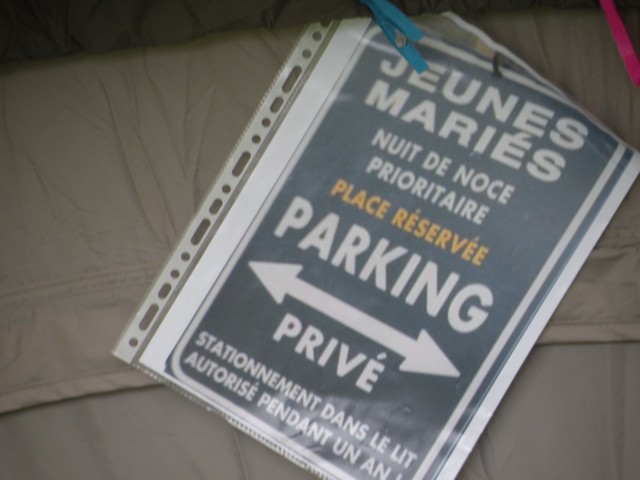 JEUNES
MARIÉS
NUIT DE NOCE
PRIORITAIRE
PLACE RÉSERVÉE
PARKING
PRIVÉ
STATIONNEMENT DANS LE LIT
AUTORISÉ PENDANT UN AN !